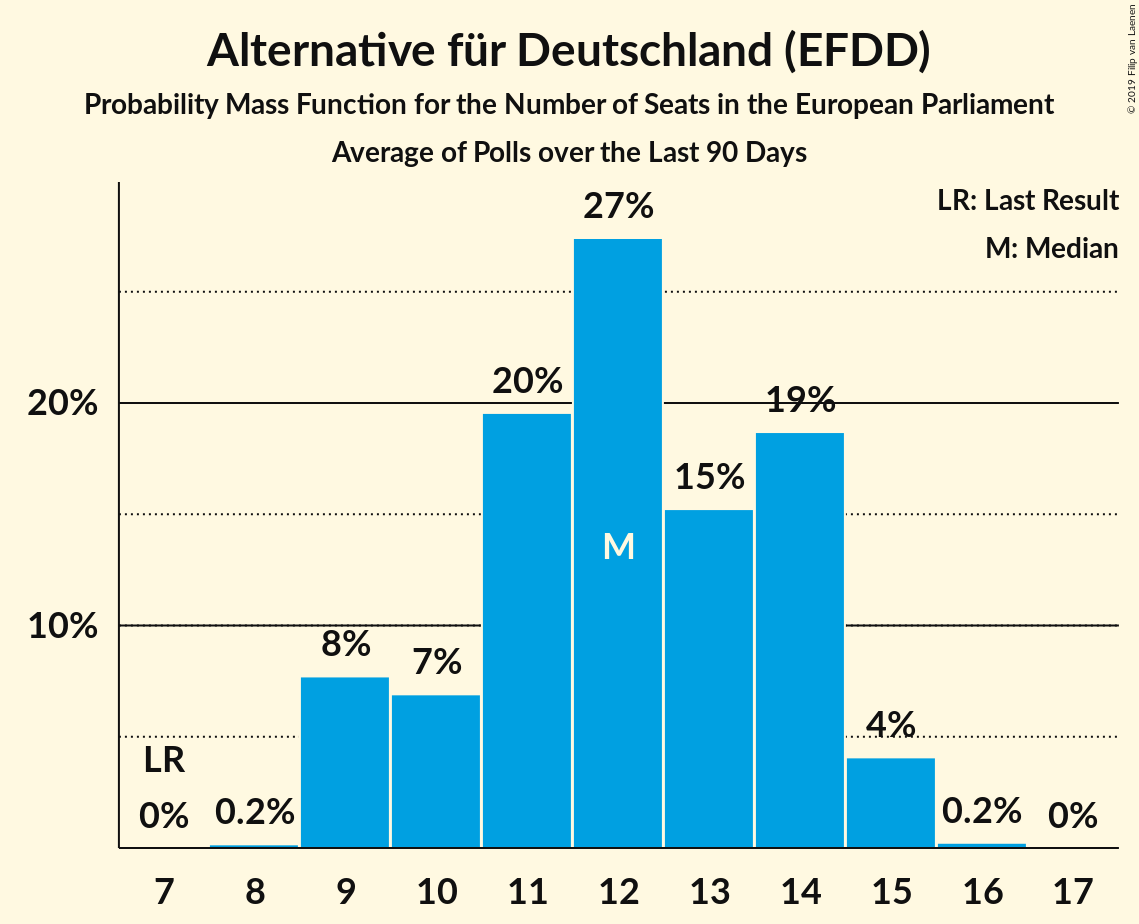 Alternative für Deutschland (EFDD)
Probability Mass Function for the Number of Seats in the European Parliament
Average of Polls over the Last 90 Days
© 2019 Filip van Laenen
LR: Last Result
M: Median
27%
20%
20%
19%
15%
M
10%
8%
7%
4%
LR
0%
0.2%
0.2%
0%
7 8 9 10 11 12 13 14 15 16 17